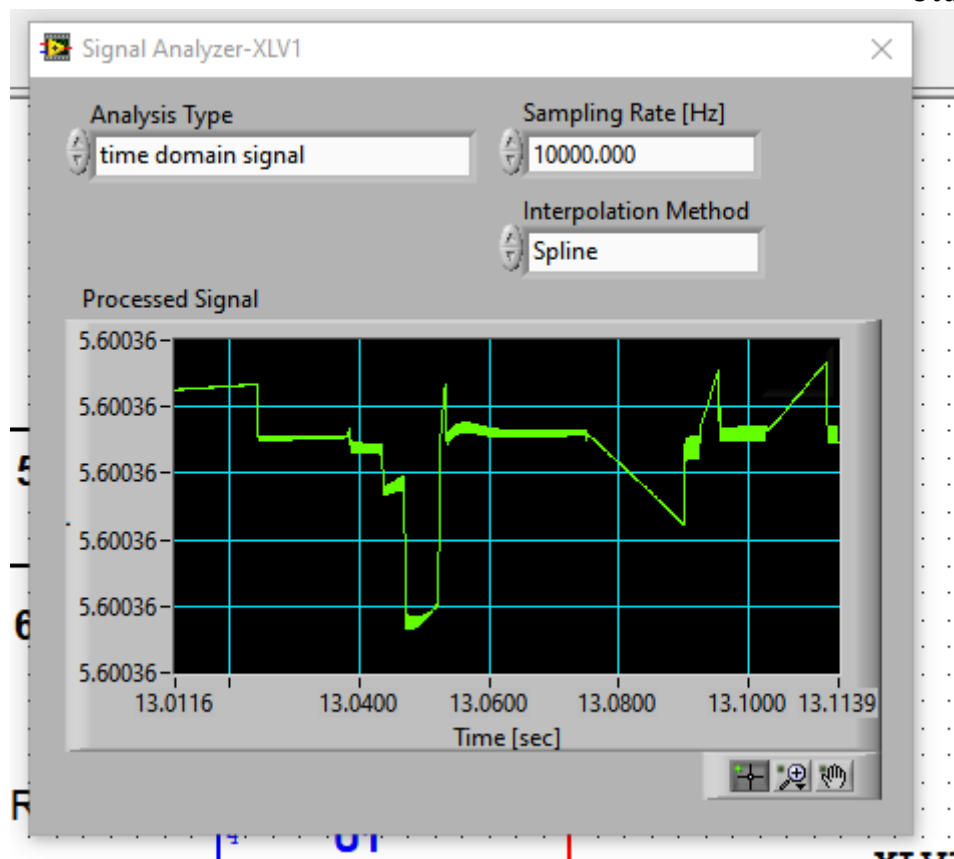 Signal Analyzer-XLV1
Analysis Type
Sampling Rate [Hz]
time domain signal
10000.000
Interpolation Method
Spline
Processed Signal
5.60036
5.60036
5.60036
5.60036
5.60036
5.60036
13.0116 13.0400 13.0600 13.0800 13.1000 13.1139
Time [sec]
5
6
R